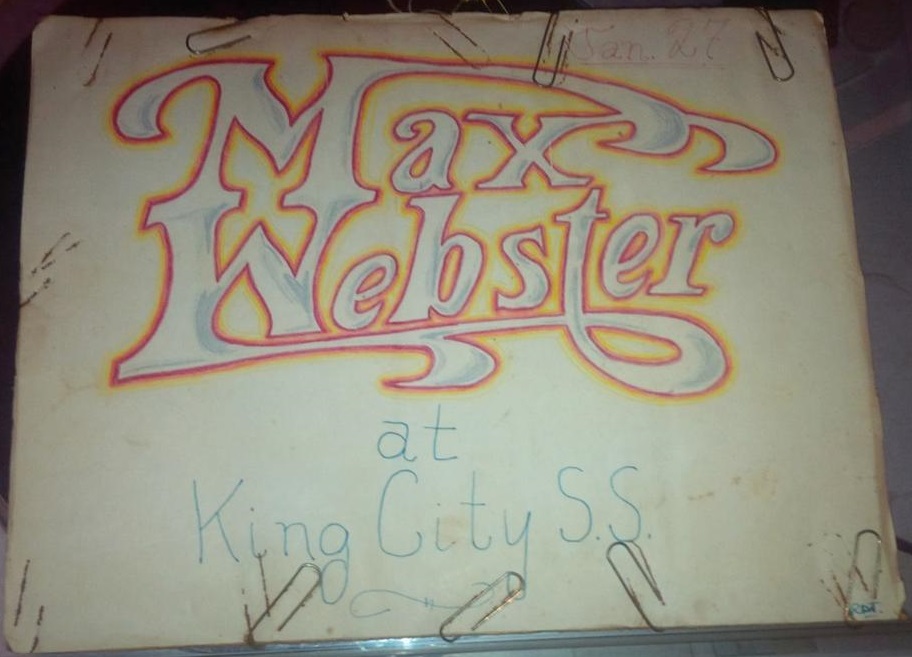 Jan. 27
Max
Webster
at
King City S.S.